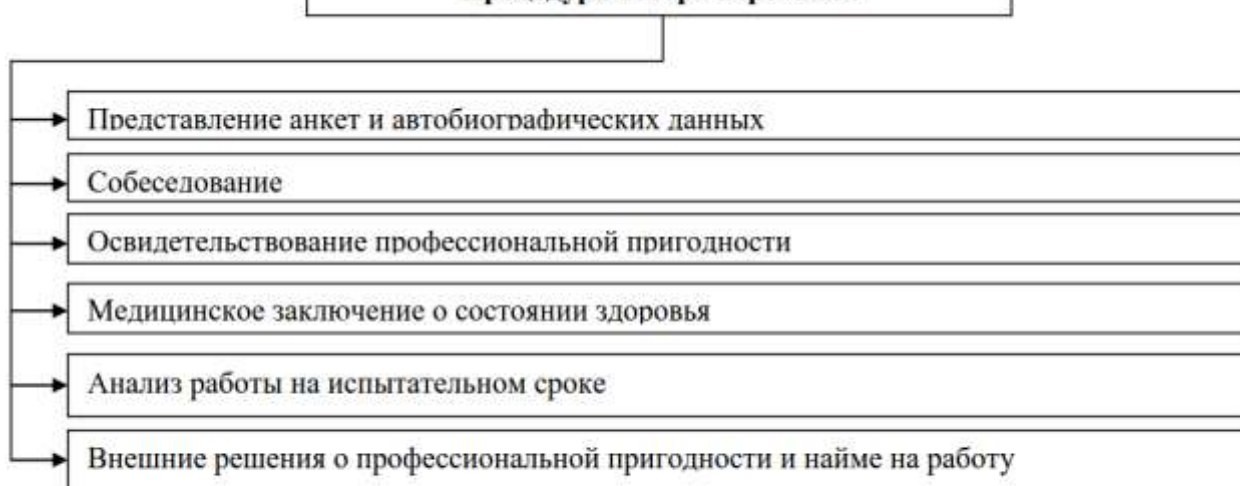 Представление анкет и автобиографических данных
Собеседование
Освидетельствование профессиональной пригодности
Медицинское заключение о состоянии здоровья
Анализ работы на испытательном сроке
Внешние решения о профессиональной пригодности и найме на работу